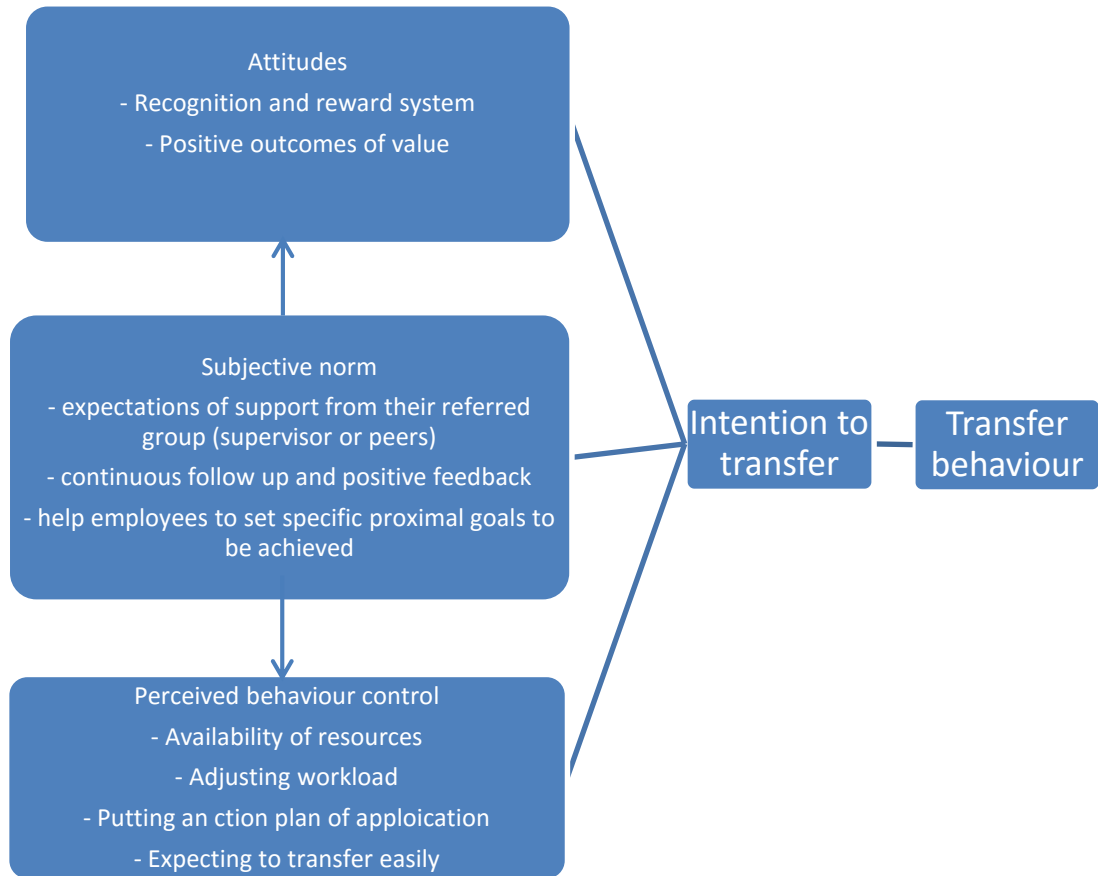 Attitudes
- Recognition and reward system
- Positive outcomes of value
Subjective norm
- expectations of support from their referred
group (supervisor or peers)
- continuous follow up and positive feedback
- help employees to set specific proximal goals to
be achieved
Intention to
transfer
Transfer
behaviour
Perceived behaviour control
- Availability of resources
- Adjusting workload
- Putting an ction plan of apploication
- Expecting to transfer easily